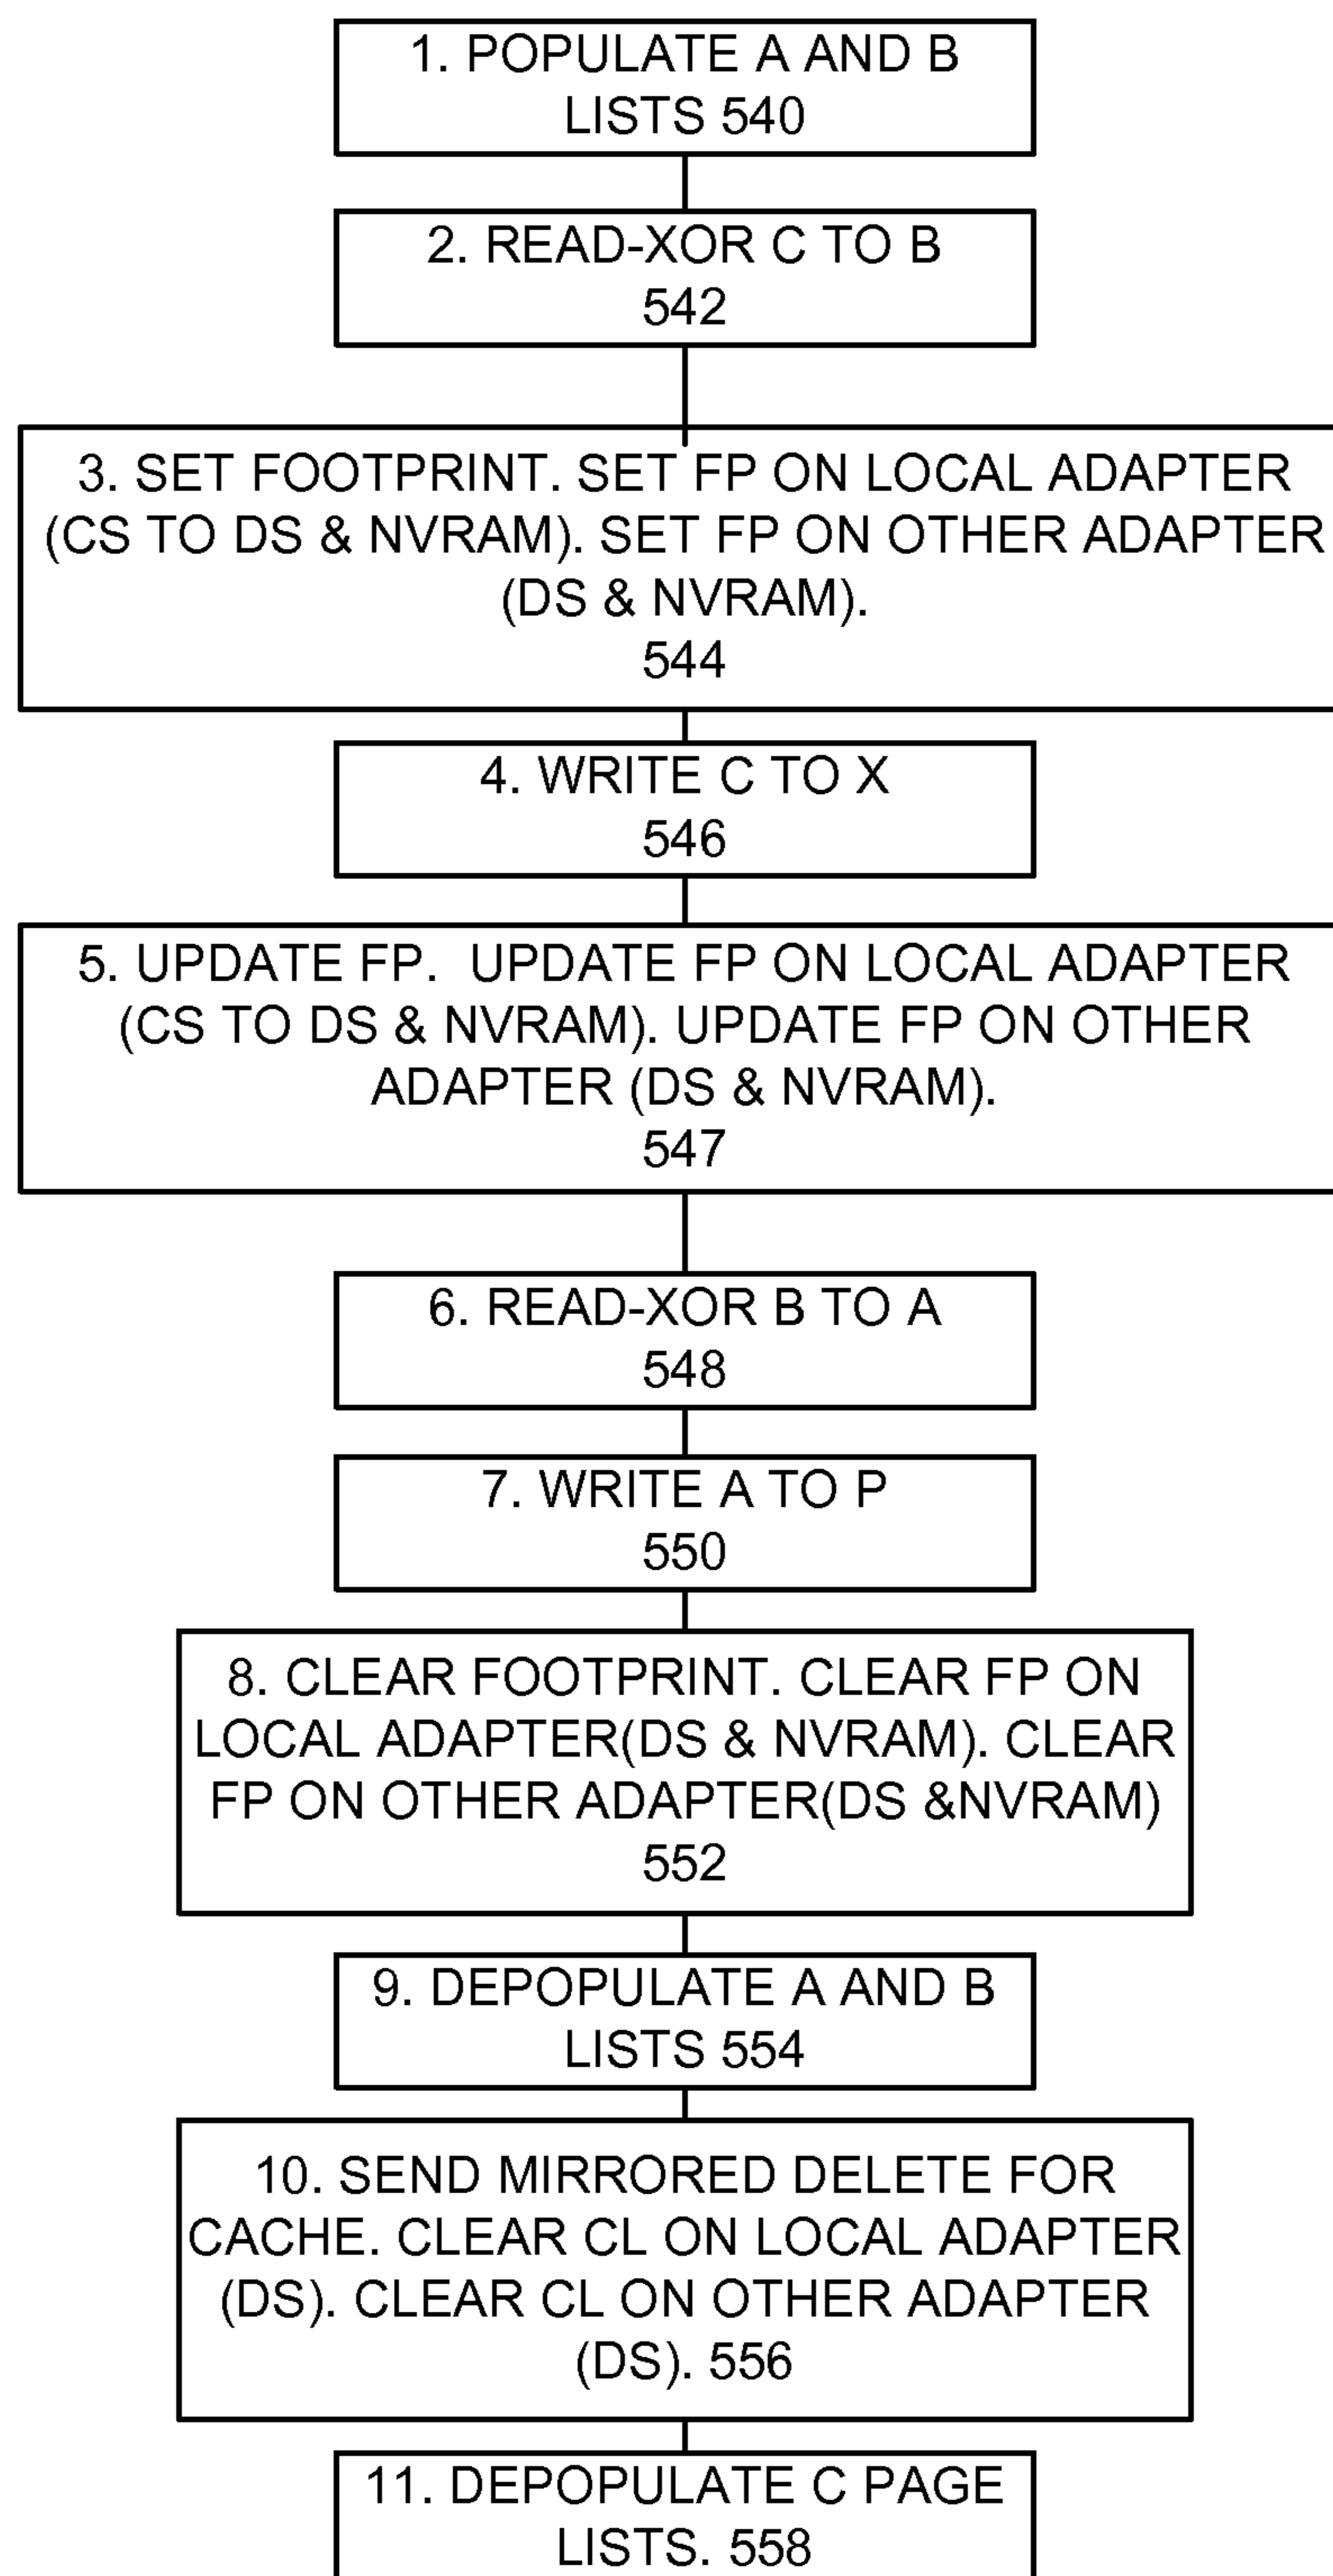 1. POPULATE A AND B
LISTS 540
2. READ-XOR C TO B
542
3. SET FOOTPRINT. SET FP ON LOCAL ADAPTER
(CS TO DS & NVRAM). SET FP ON OTHER ADAPTER
(DS & NVRAM).
544
4. WRITE C TO X
546
5. UPDATE FP.  UPDATE FP ON LOCAL ADAPTER
(CS TO DS & NVRAM). UPDATE FP ON OTHER
ADAPTER (DS & NVRAM).
547
6. READ-XOR B TO A
548
7. WRITE A TO P
550
8. CLEAR FOOTPRINT. CLEAR FP ON
LOCAL ADAPTER(DS & NVRAM). CLEAR
FP ON OTHER ADAPTER(DS &NVRAM)
552
9. DEPOPULATE A AND B
LISTS 554
10. SEND MIRRORED DELETE FOR
CACHE. CLEAR CL ON LOCAL ADAPTER
(DS). CLEAR CL ON OTHER ADAPTER
(DS). 556
11. DEPOPULATE C PAGE
LISTS. 558